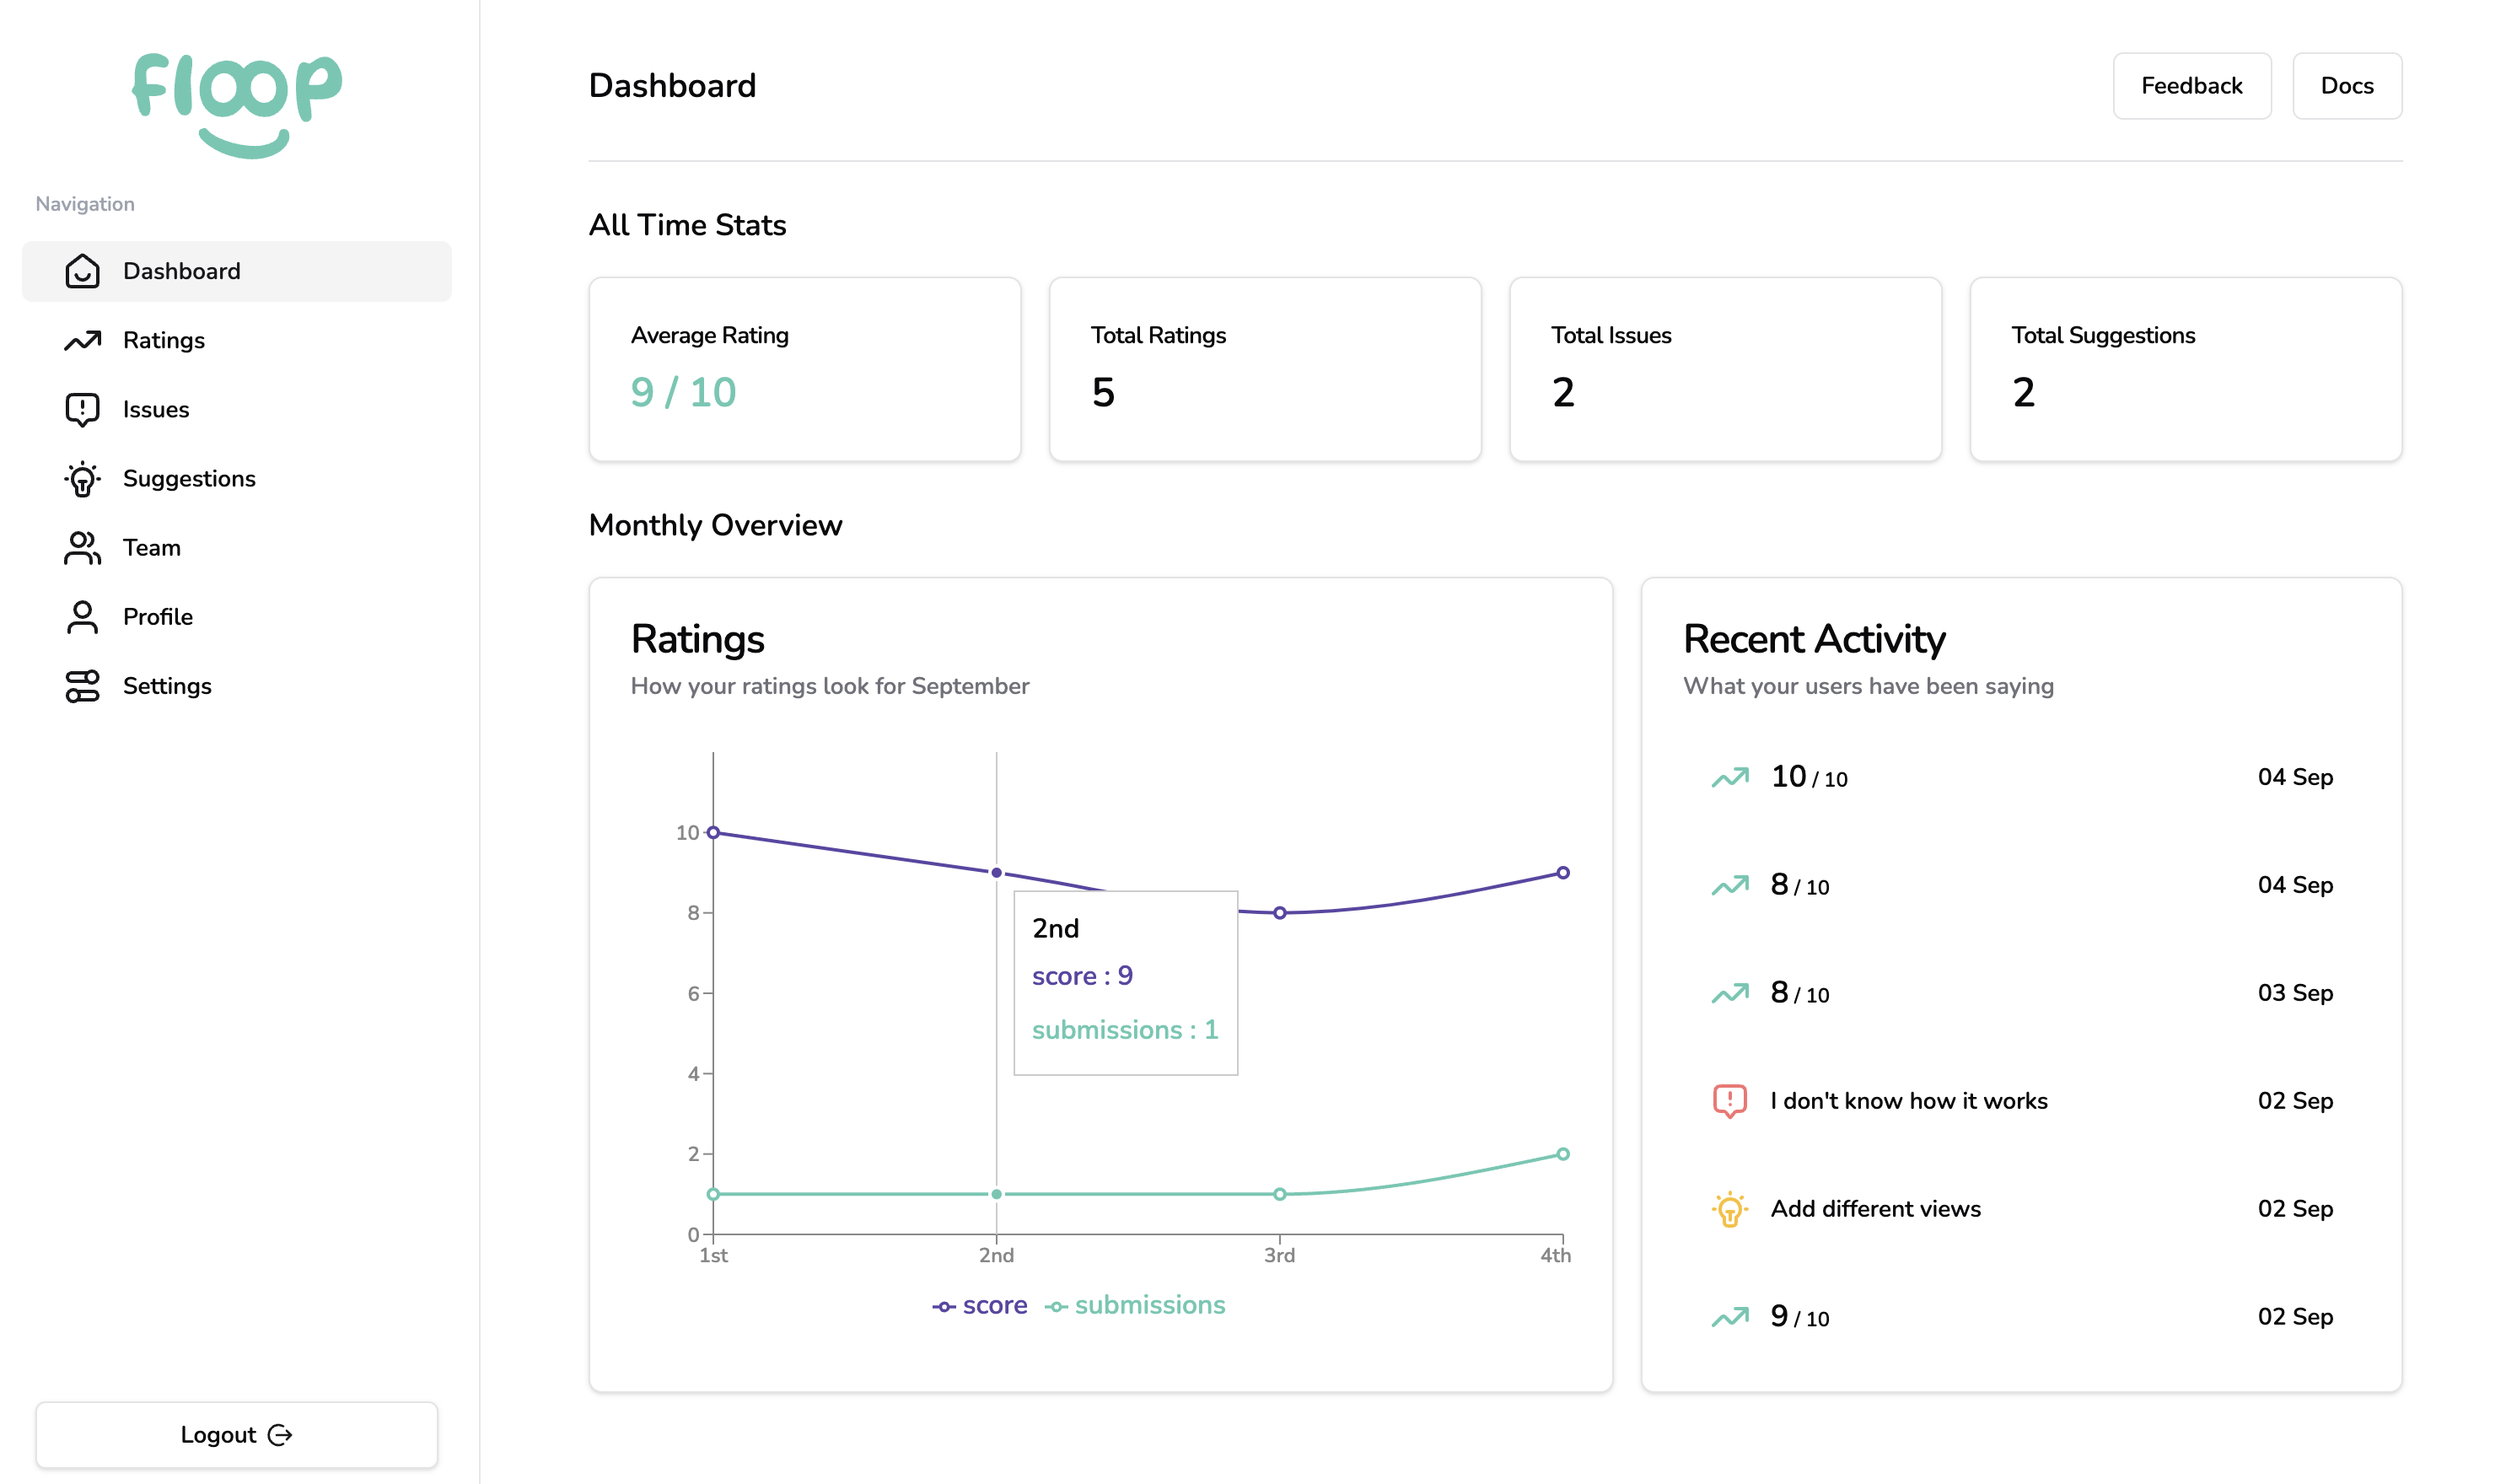 floop
Navigation
Dashboard
Ratings
Issues
Suggestions
Team
Profile
Settings
Logout
Dashboard
Feedback
Docs
All Time Stats
Average Rating
9 / 10
Total Ratings
5
Total Issues
2
Total Suggestions
2
Monthly Overview
Ratings
How your ratings look for September
10
8
6
4
2
0
1st
2nd
3rd
4th
2nd
score : 9
submissions : 1
score
submissions
Recent Activity
What your users have been saying
10 / 10 04 Sep
8 / 10 04 Sep
8 / 10 03 Sep
I don't know how it works 02 Sep
Add different views 02 Sep
9 / 10 02 Sep